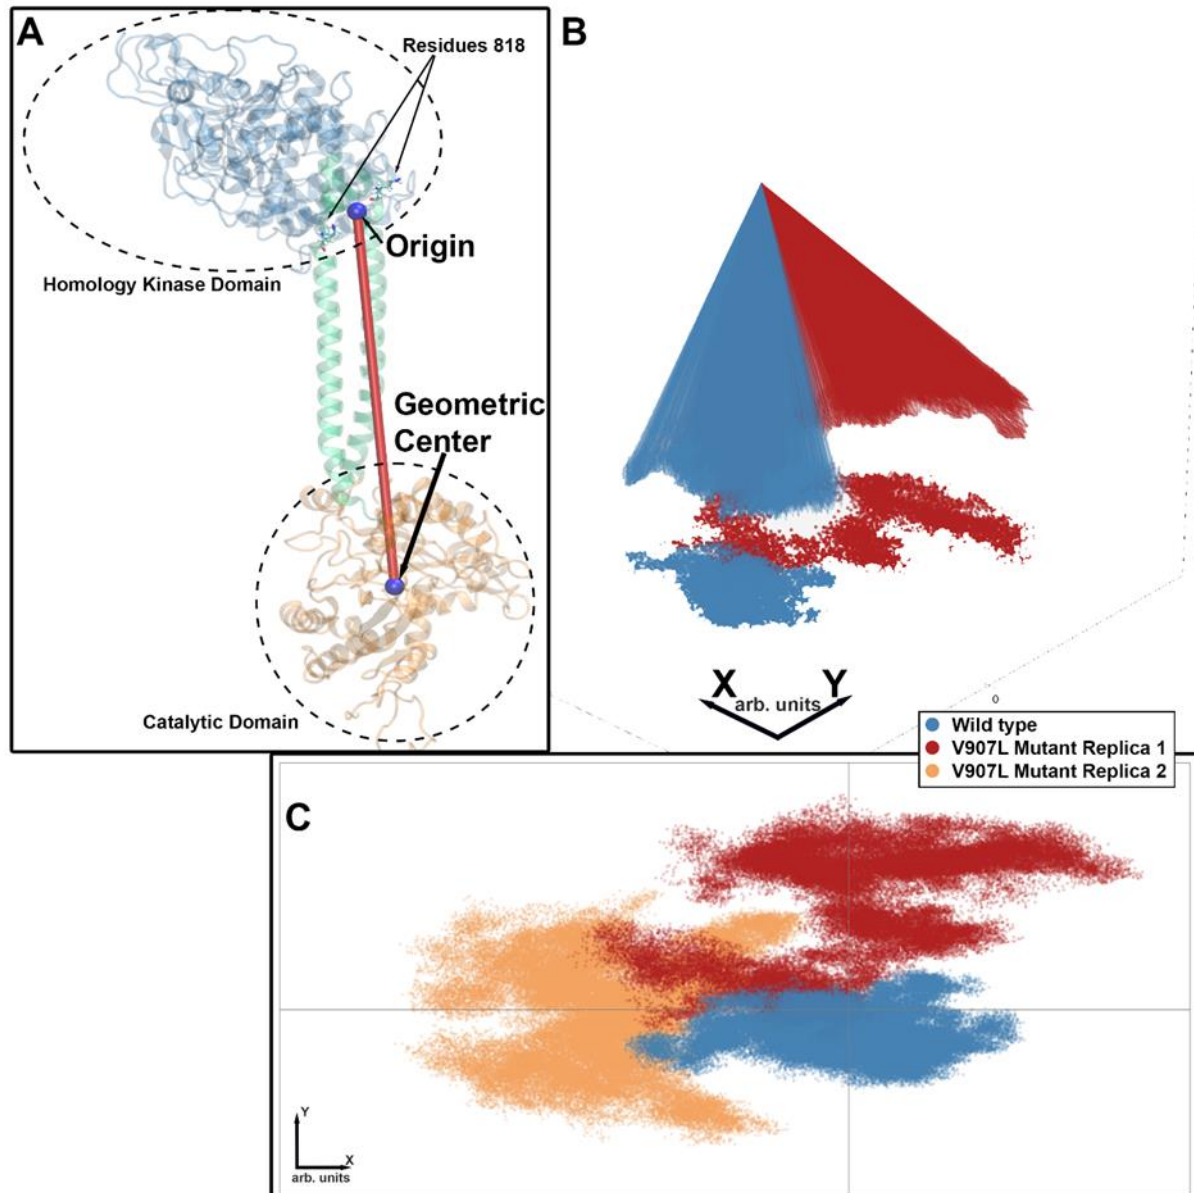 A
Residues 818
Origin
Homology Kinase Domain
Geometric
Center
Catalytic Domain
B
X
Y
arb. units
0
Wild type
V907L Mutant Replica 1
V907L Mutant Replica 2
C
Y
X
arb. units